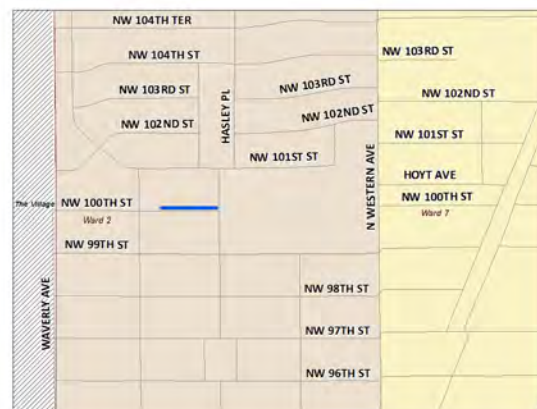 NW 104TH TER
NW 104TH ST
NW 103RD ST
NW 103RD ST
NW 103RD ST
NW 102ND ST
NW 102ND ST
NW 102ND ST
HASLEY PL
NW 101ST ST
NW 101ST ST
HOYT AVE
The Village
NW 100TH ST
NW 100TH ST
Ward 2
Ward 7
N WESTERN AVE
NW 99TH ST
NW 98TH ST
WAVERLY AVE
NW 97TH ST
NW 96TH ST